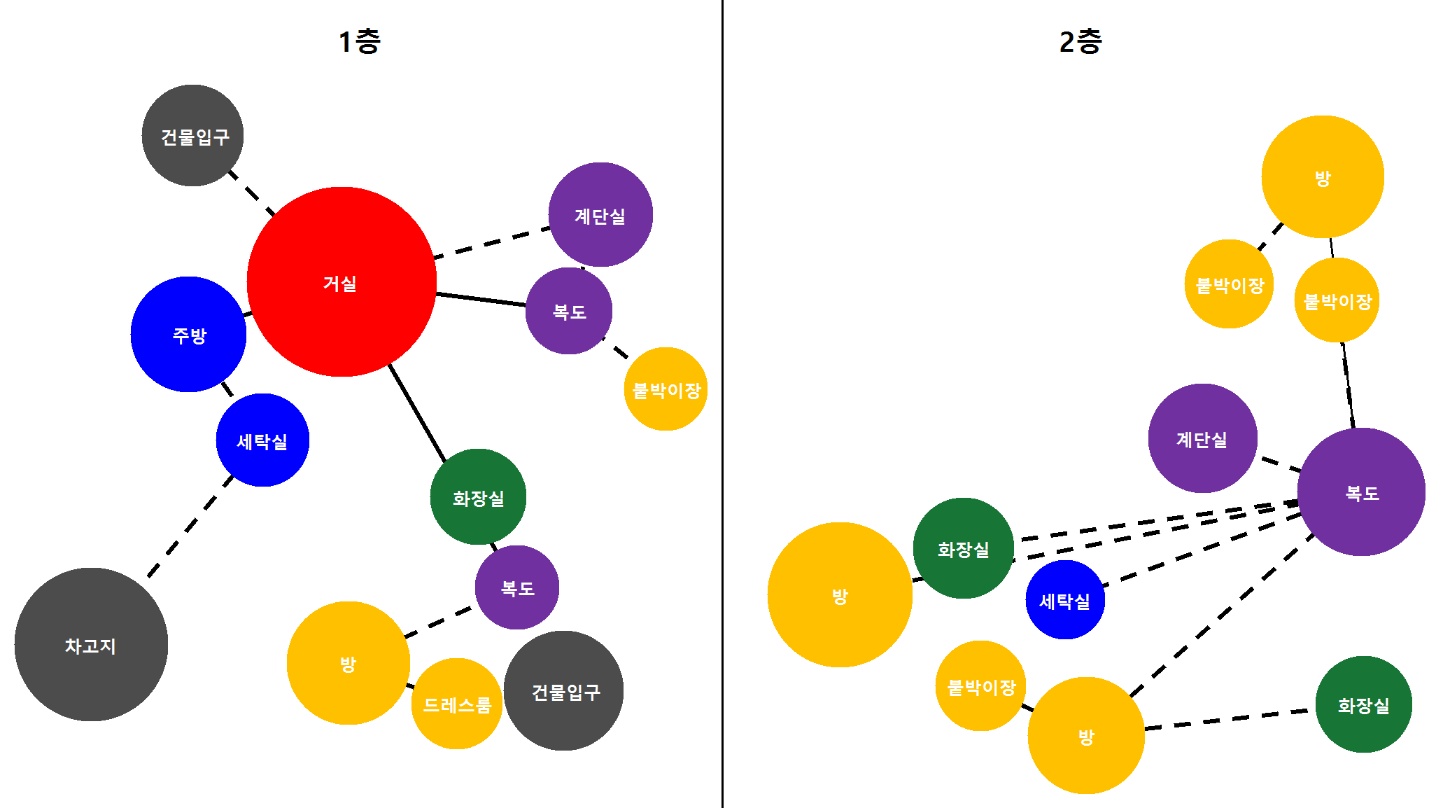 1층
건물입구
계단실
거실
복도
주방
붙박이장
세탁실
화장실
복도
차고지
방
드레스룸
건물입구
2층
방
붙박이장
붙박이장
계단실
복도
화장실
방
세탁실
붙박이장
방
화장실